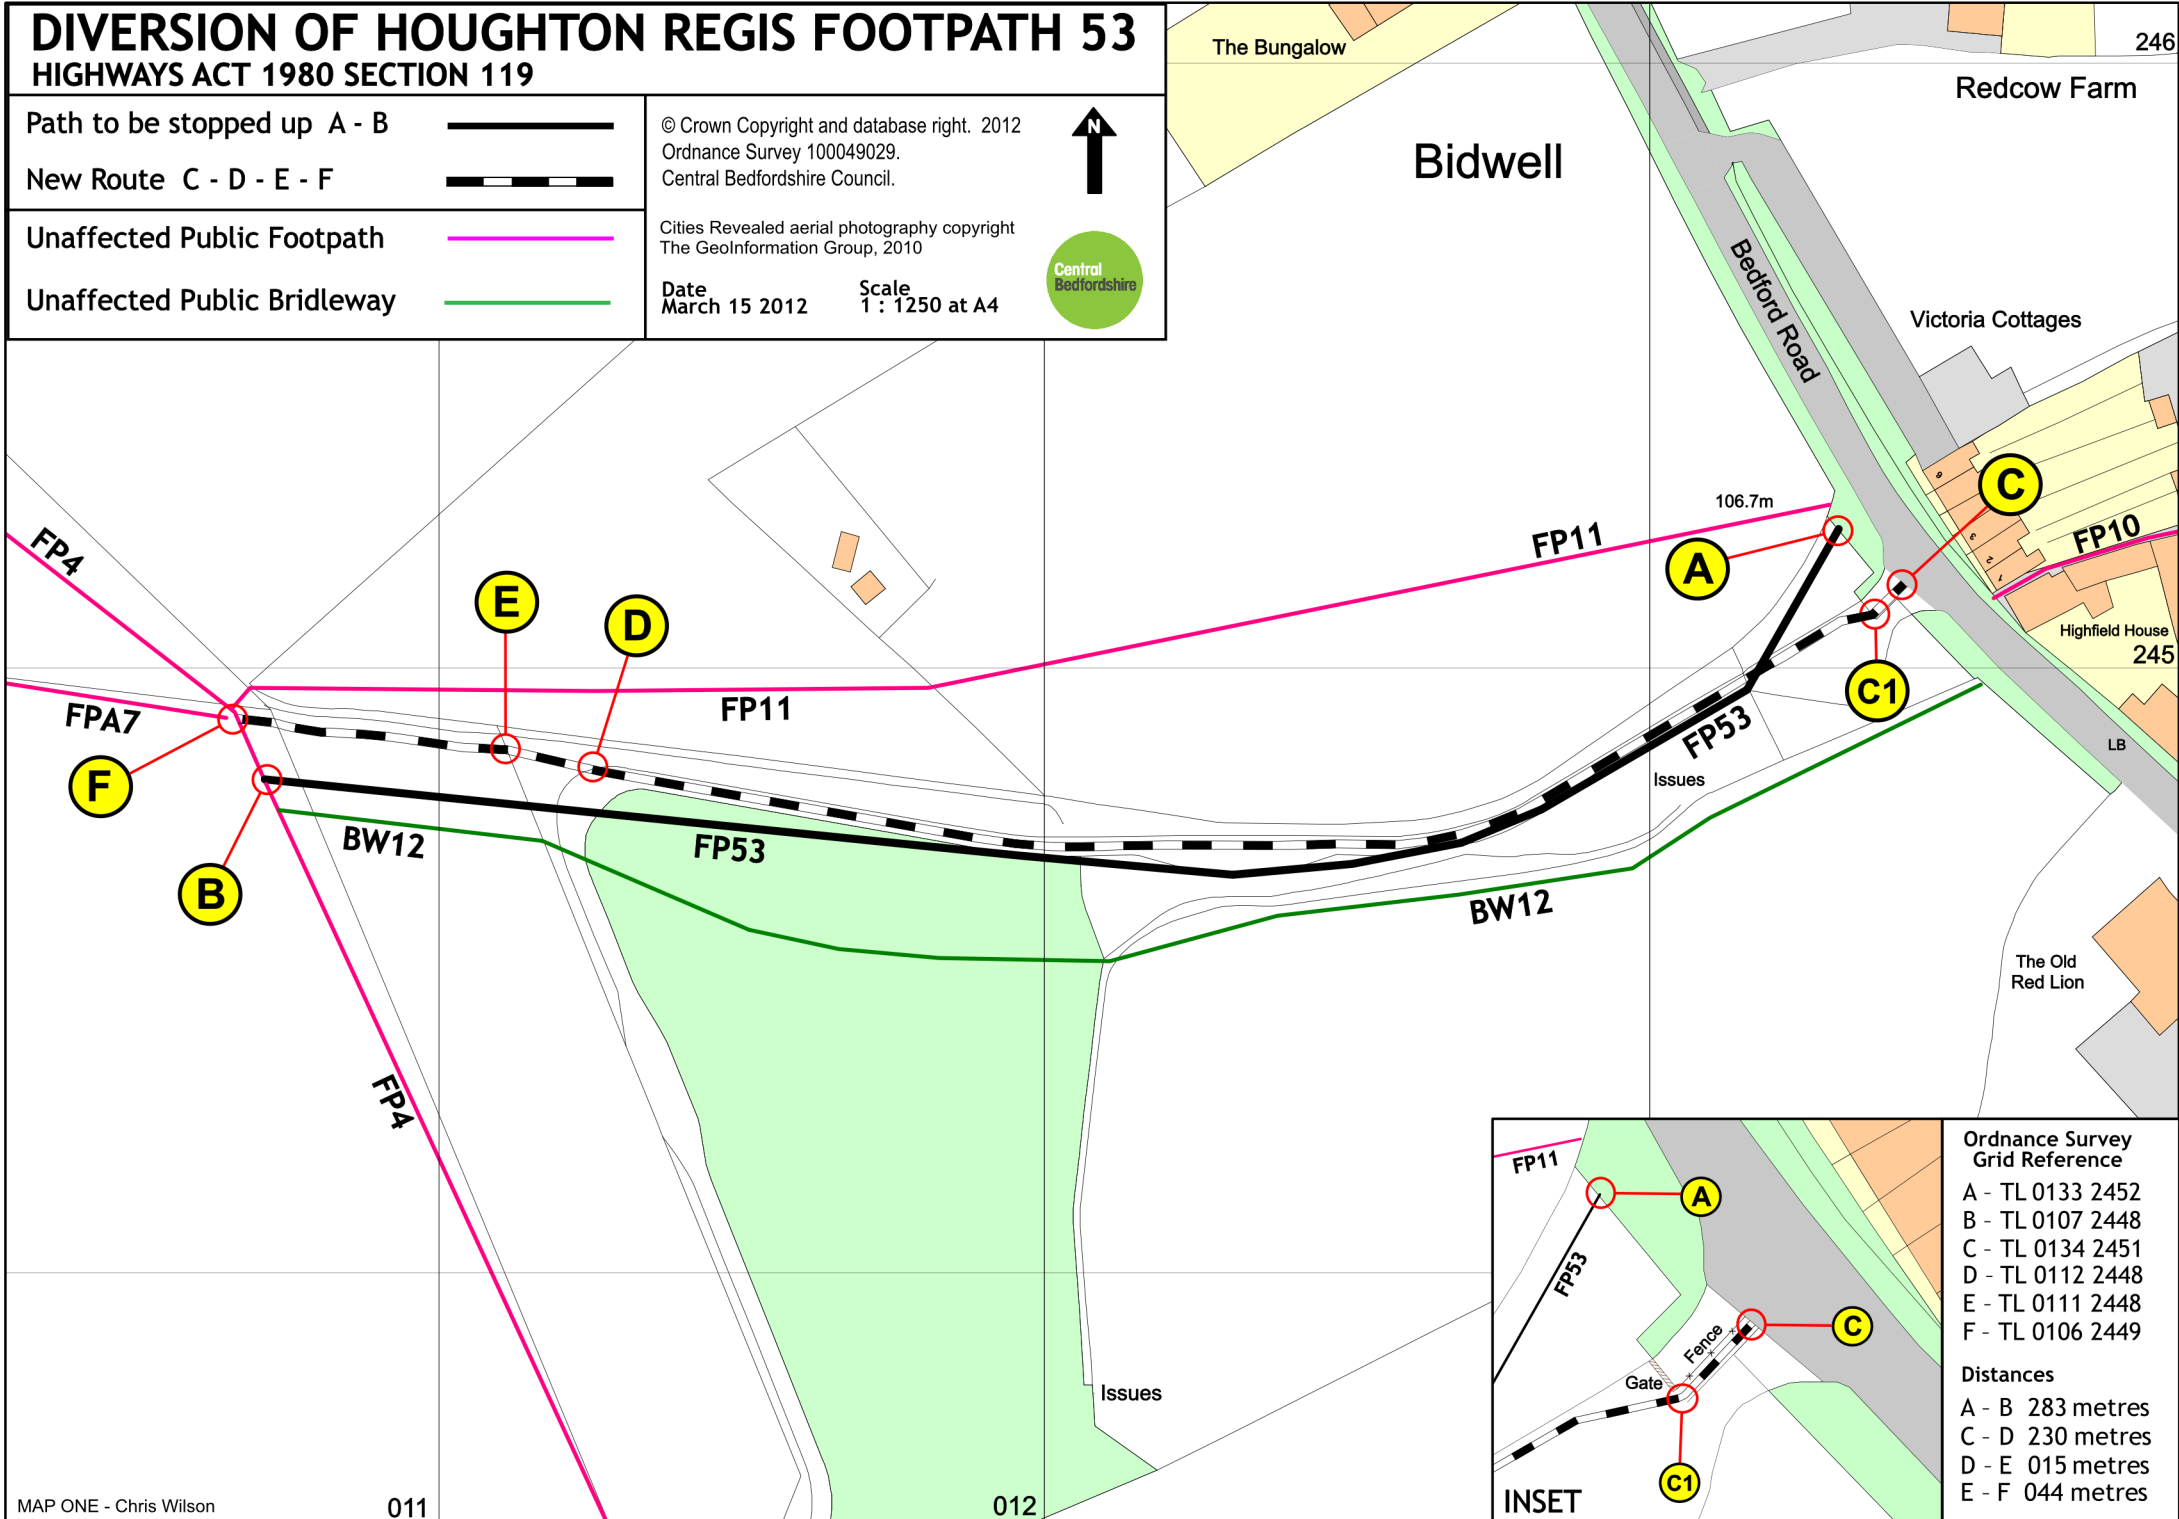 DIVERSION OF HOUGHTON REGIS FOOTPATH 53
HIGHWAYS ACT 1980 SECTION 119
Path to be stopped up A - B
New Route C - D - E - F
Unaffected Public Footpath
Unaffected Public Bridleway
© Crown Copyright and database right. 2012
Ordnance Survey 100049029.
Central Bedfordshire Council.
Cities Revealed aerial photography copyright
The GeoInformation Group, 2010
Date
March 15 2012
Scale
1 : 1250 at A4
N
Central
Bedfordshire
The Bungalow
246
Redcow Farm
Bidwell
Bedford Road
Victoria Cottages
6
3
2
1
C
106.7m
FP11
A
FP10
Highfield House
245
C1
FP4
E
D
FPA7
FP11
FP53
LB
Issues
F
BW12
FP53
B
BW12
The Old
Red Lion
FP4
Issues
MAP ONE - Chris Wilson
011
012
FP11
A
FP53
Fence
C
Gate
C1
INSET
Ordnance Survey
Grid Reference
A - TL 0133 2452
B - TL 0107 2448
C - TL 0134 2451
D - TL 0112 2448
E - TL 0111 2448
F - TL 0106 2449
Distances
A - B 283 metres
C - D 230 metres
D - E 015 metres
E - F 044 metres